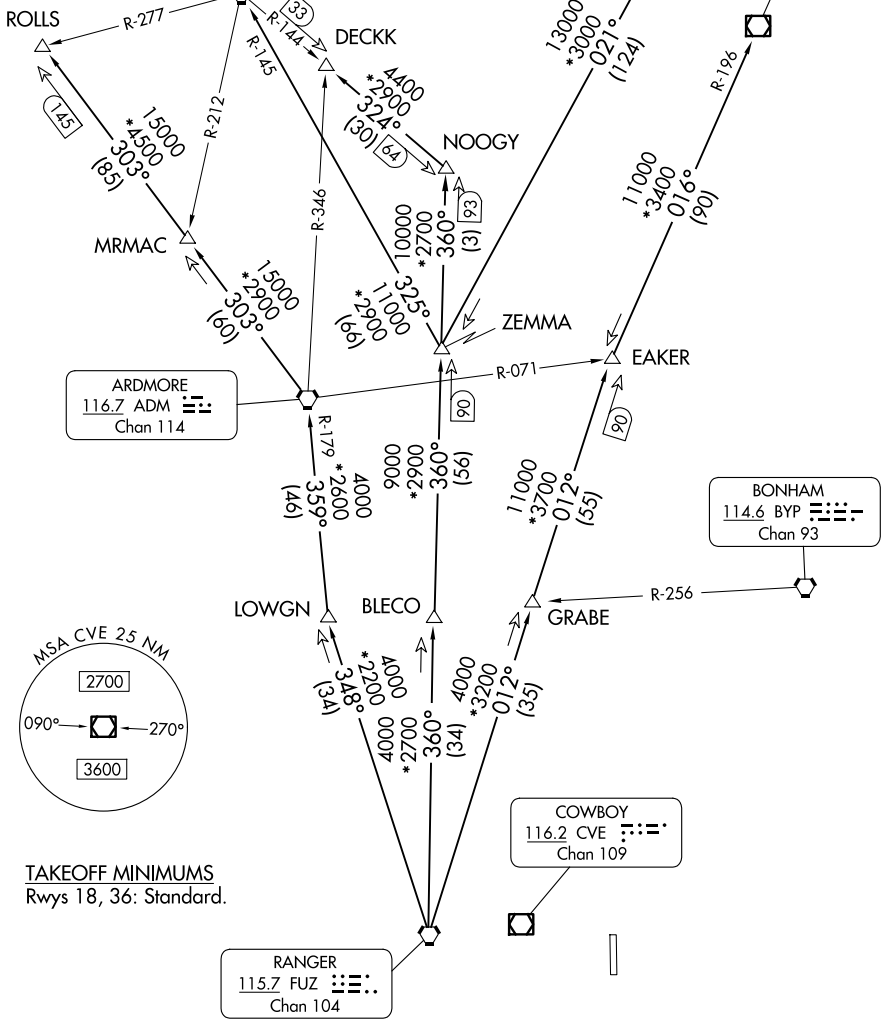 ROLLS
R-277
33
R-144
DECKK
R-145
13000
*3000
021°
(124)
R-196
145
15000
*4500
303°
(85)
R-212
4400
*2900
324°
(30)
64
NOOGY
93
R-346
10000
*2700
360°
(3)
11000
*3400
016°
(90)
MRMAC
15000
*2900
303°
(60)
325°
11000
*2900
(66)
ZEMMA
EAKER
R-071
ARDMORE
116.7 ADM
Chan 114
R-179
90
90
4000
*2600
359°
(46)
9000
*2900
360°
(56)
11000
*3700
012°
(55)
BONHAM
114.6 BYP
Chan 93
R-256
LOWGN
BLECO
GRABE
MSA CVE 25 NM
2700
090°
270°
3600
4000
*2200
348°
(34)
4000
*2700
360°
(34)
4000
*3200
012°
(35)
COWBOY
116.2 CVE
Chan 109
TAKEOFF MINIMUMS
Rwys 18, 36: Standard.
RANGER
115.7 FUZ
Chan 104